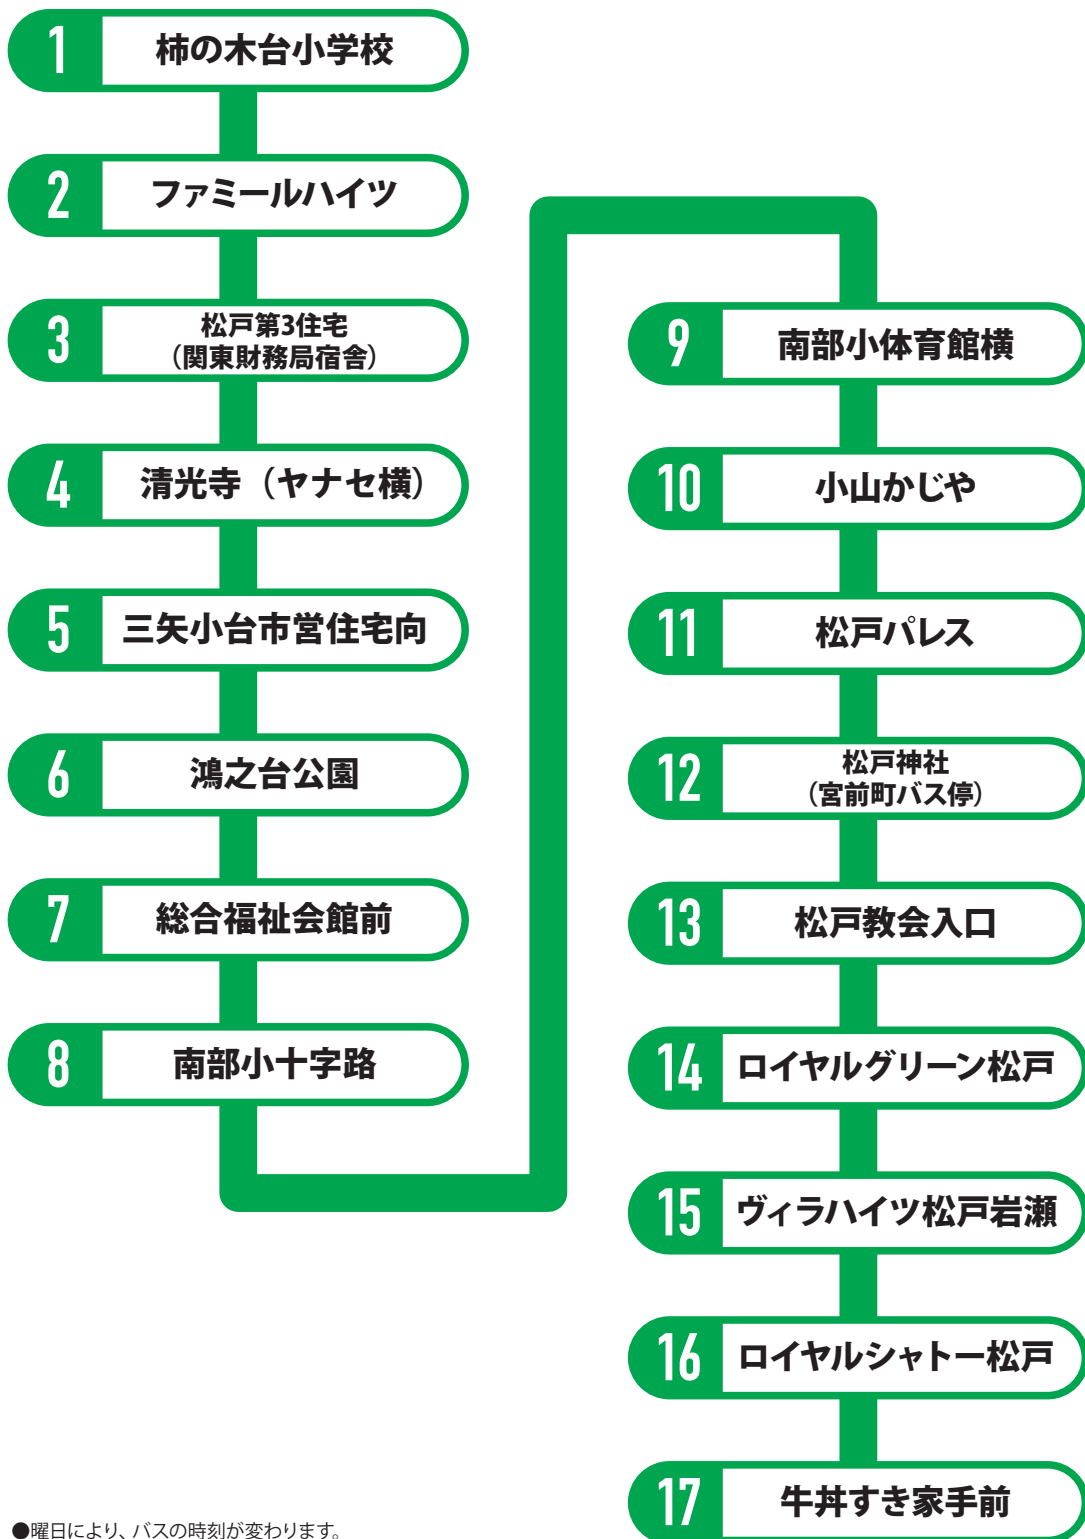 1 柿の木台小学校
2 ファミールハイツ
3 松戸第3住宅
（関東財務局宿舎）
4 清光寺（ヤナセ横）
5 三矢小台市営住宅向
6 鴻之台公園
7 総合福祉会館前
8 南部小十字路
9 南部小体育館横
10 小山かじや
11 松戸パレス
12 松戸神社
（宮前町バス停）
13 松戸教会入口
14 ロイヤルグリーン松戸
15 ヴィラハイツ松戸岩瀬
16 ロイヤルシャトー松戸
17 牛丼すき家手前
●曜日により、バスの時刻が変わります。